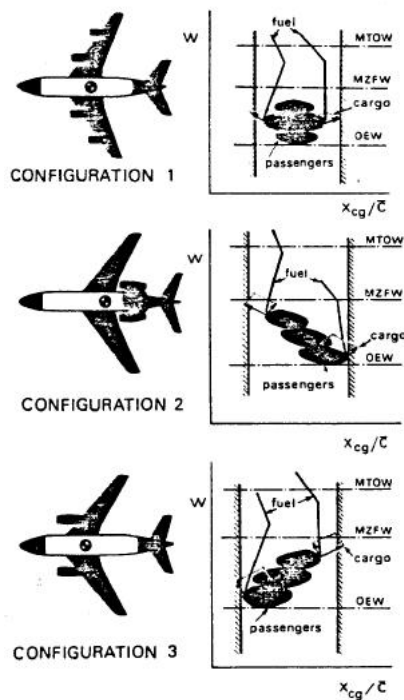 W
fuel
MTOW
MZFW
cargo
OEW
passengers
CONFIGURATION 1
X_cg/C̄
W
MTOW
fuel
MZFW
cargo
OEW
passengers
CONFIGURATION 2
X_cg/C̄
W
MTOW
fuel
MZFW
cargo
OEW
passengers
CONFIGURATION 3
X_cg/C̄